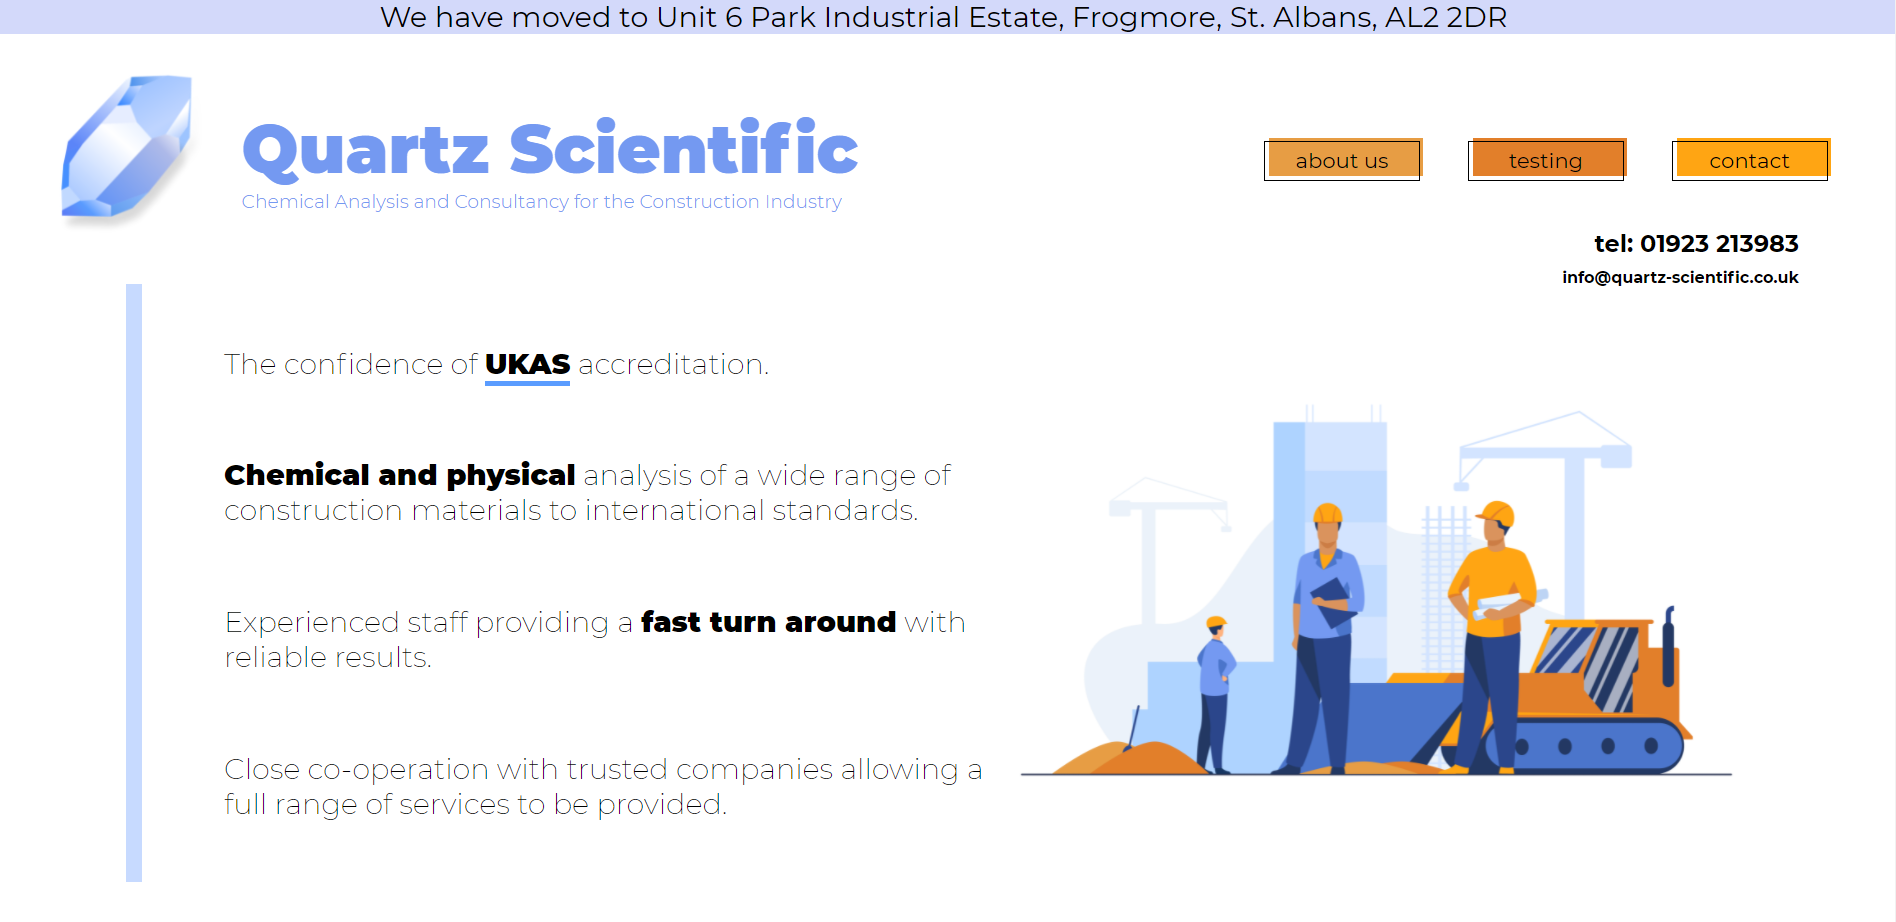 We have moved to Unit 6 Park Industrial Estate, Frogmore, St. Albans, AL2 2DR
Quartz Scientific
Chemical Analysis and Consultancy for the Construction Industry
about us
testing
contact
tel: 01923 213983
info@quartz-scientific.co.uk
The confidence of UKAS accreditation.
Chemical and physical analysis of a wide range of
construction materials to international standards.
Experienced staff providing a fast turn around with
reliable results.
Close co-operation with trusted companies allowing a
full range of services to be provided.